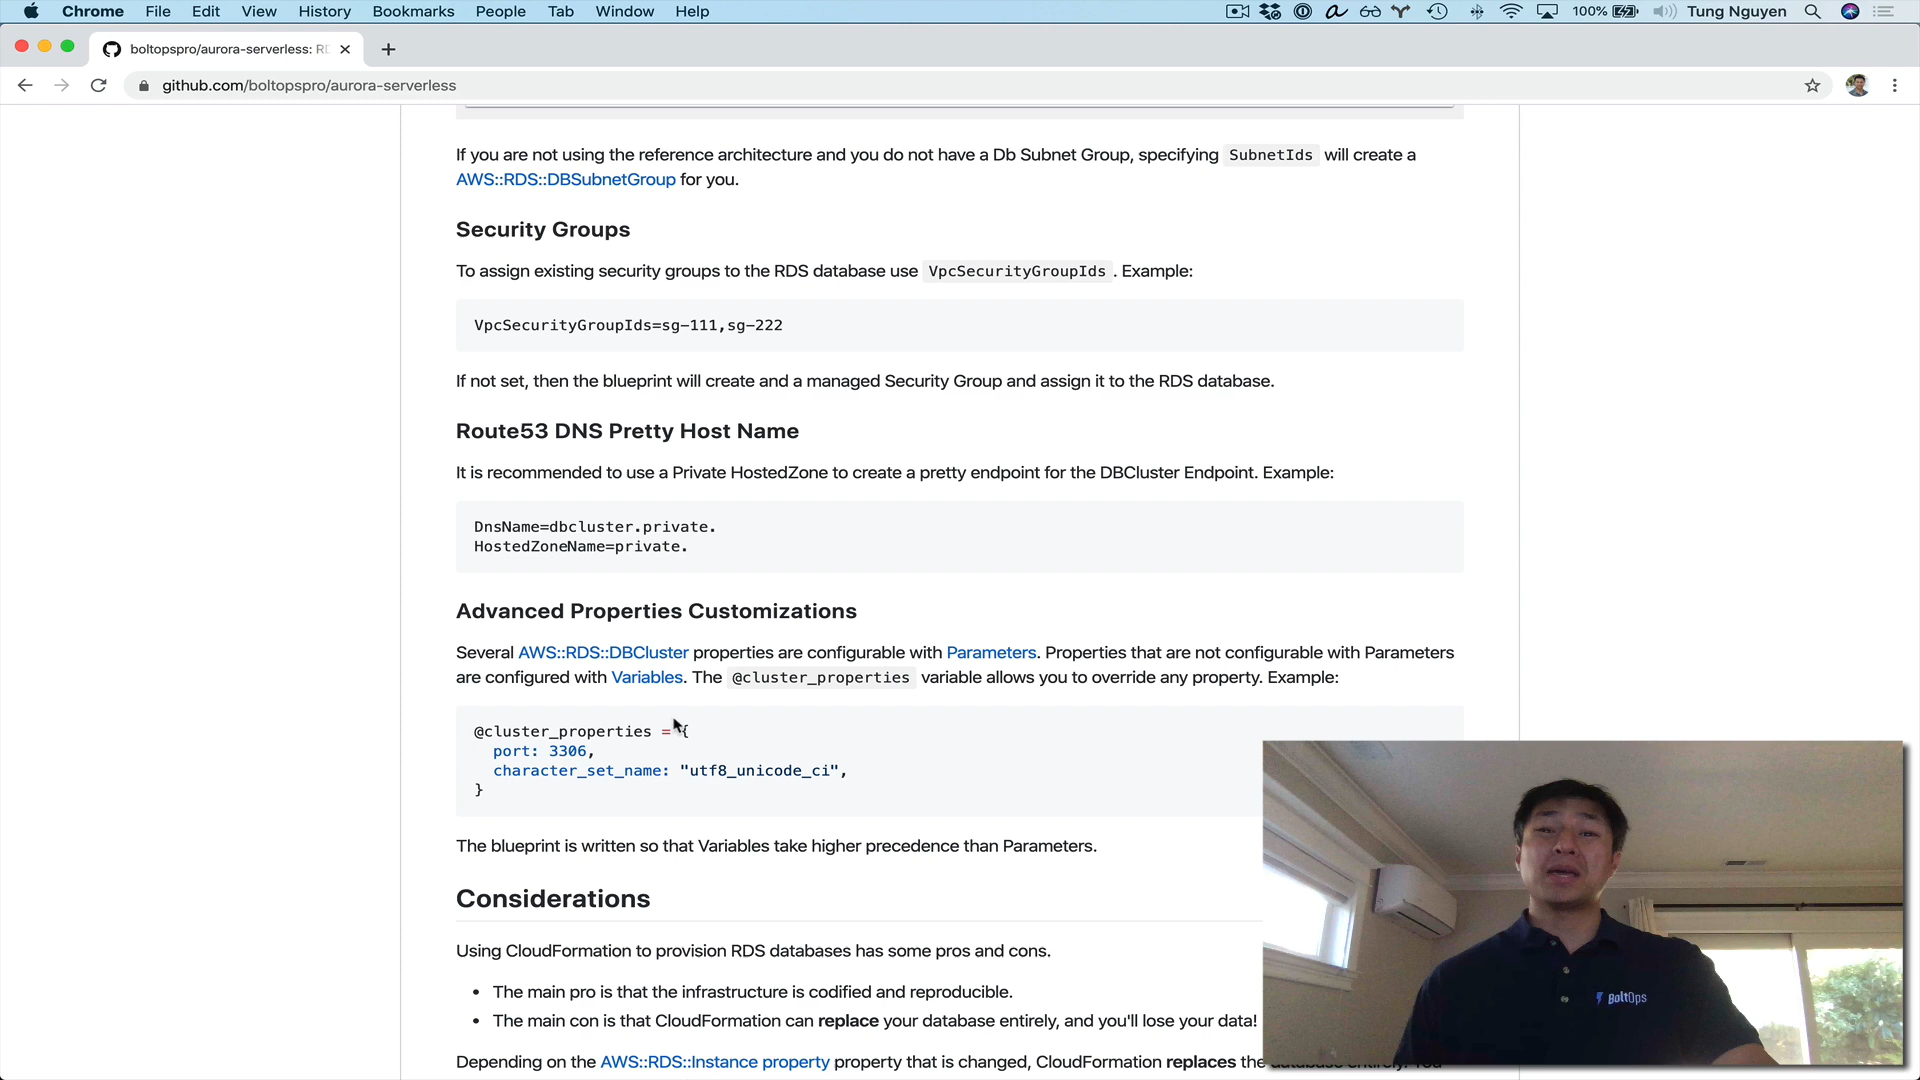 Chrome File Edit View History Bookmarks People Tab Window Help 100% Tung Nguyen
boltopspro/aurora-serverless: RD
github.com/boltopspro/aurora-serverless
If you are not using the reference architecture and you do not have a Db Subnet Group, specifying SubnetIds will create a
AWS::RDS::DBSubnetGroup for you.
Security Groups
To assign existing security groups to the RDS database use VpcSecurityGroupIds . Example:
VpcSecurityGroupIds=sg-111,sg-222
If not set, then the blueprint will create and a managed Security Group and assign it to the RDS database.
Route53 DNS Pretty Host Name
It is recommended to use a Private HostedZone to create a pretty endpoint for the DBCluster Endpoint. Example:
DnsName=dbcluster.private.
HostedZoneName=private.
Advanced Properties Customizations
Several AWS::RDS::DBCluster properties are configurable with Parameters. Properties that are not configurable with Parameters
are configured with Variables. The @cluster_properties variable allows you to override any property. Example:
@cluster_properties = {
port: 3306,
character_set_name: "utf8_unicode_ci",
}
The blueprint is written so that Variables take higher precedence than Parameters.
Considerations
Using CloudFormation to provision RDS databases has some pros and cons.
• The main pro is that the infrastructure is codified and reproducible.
• The main con is that CloudFormation can replace your database entirely, and you'll lose your data!
Depending on the AWS::RDS::Instance property property that is changed, CloudFormation replaces the
BoltOps